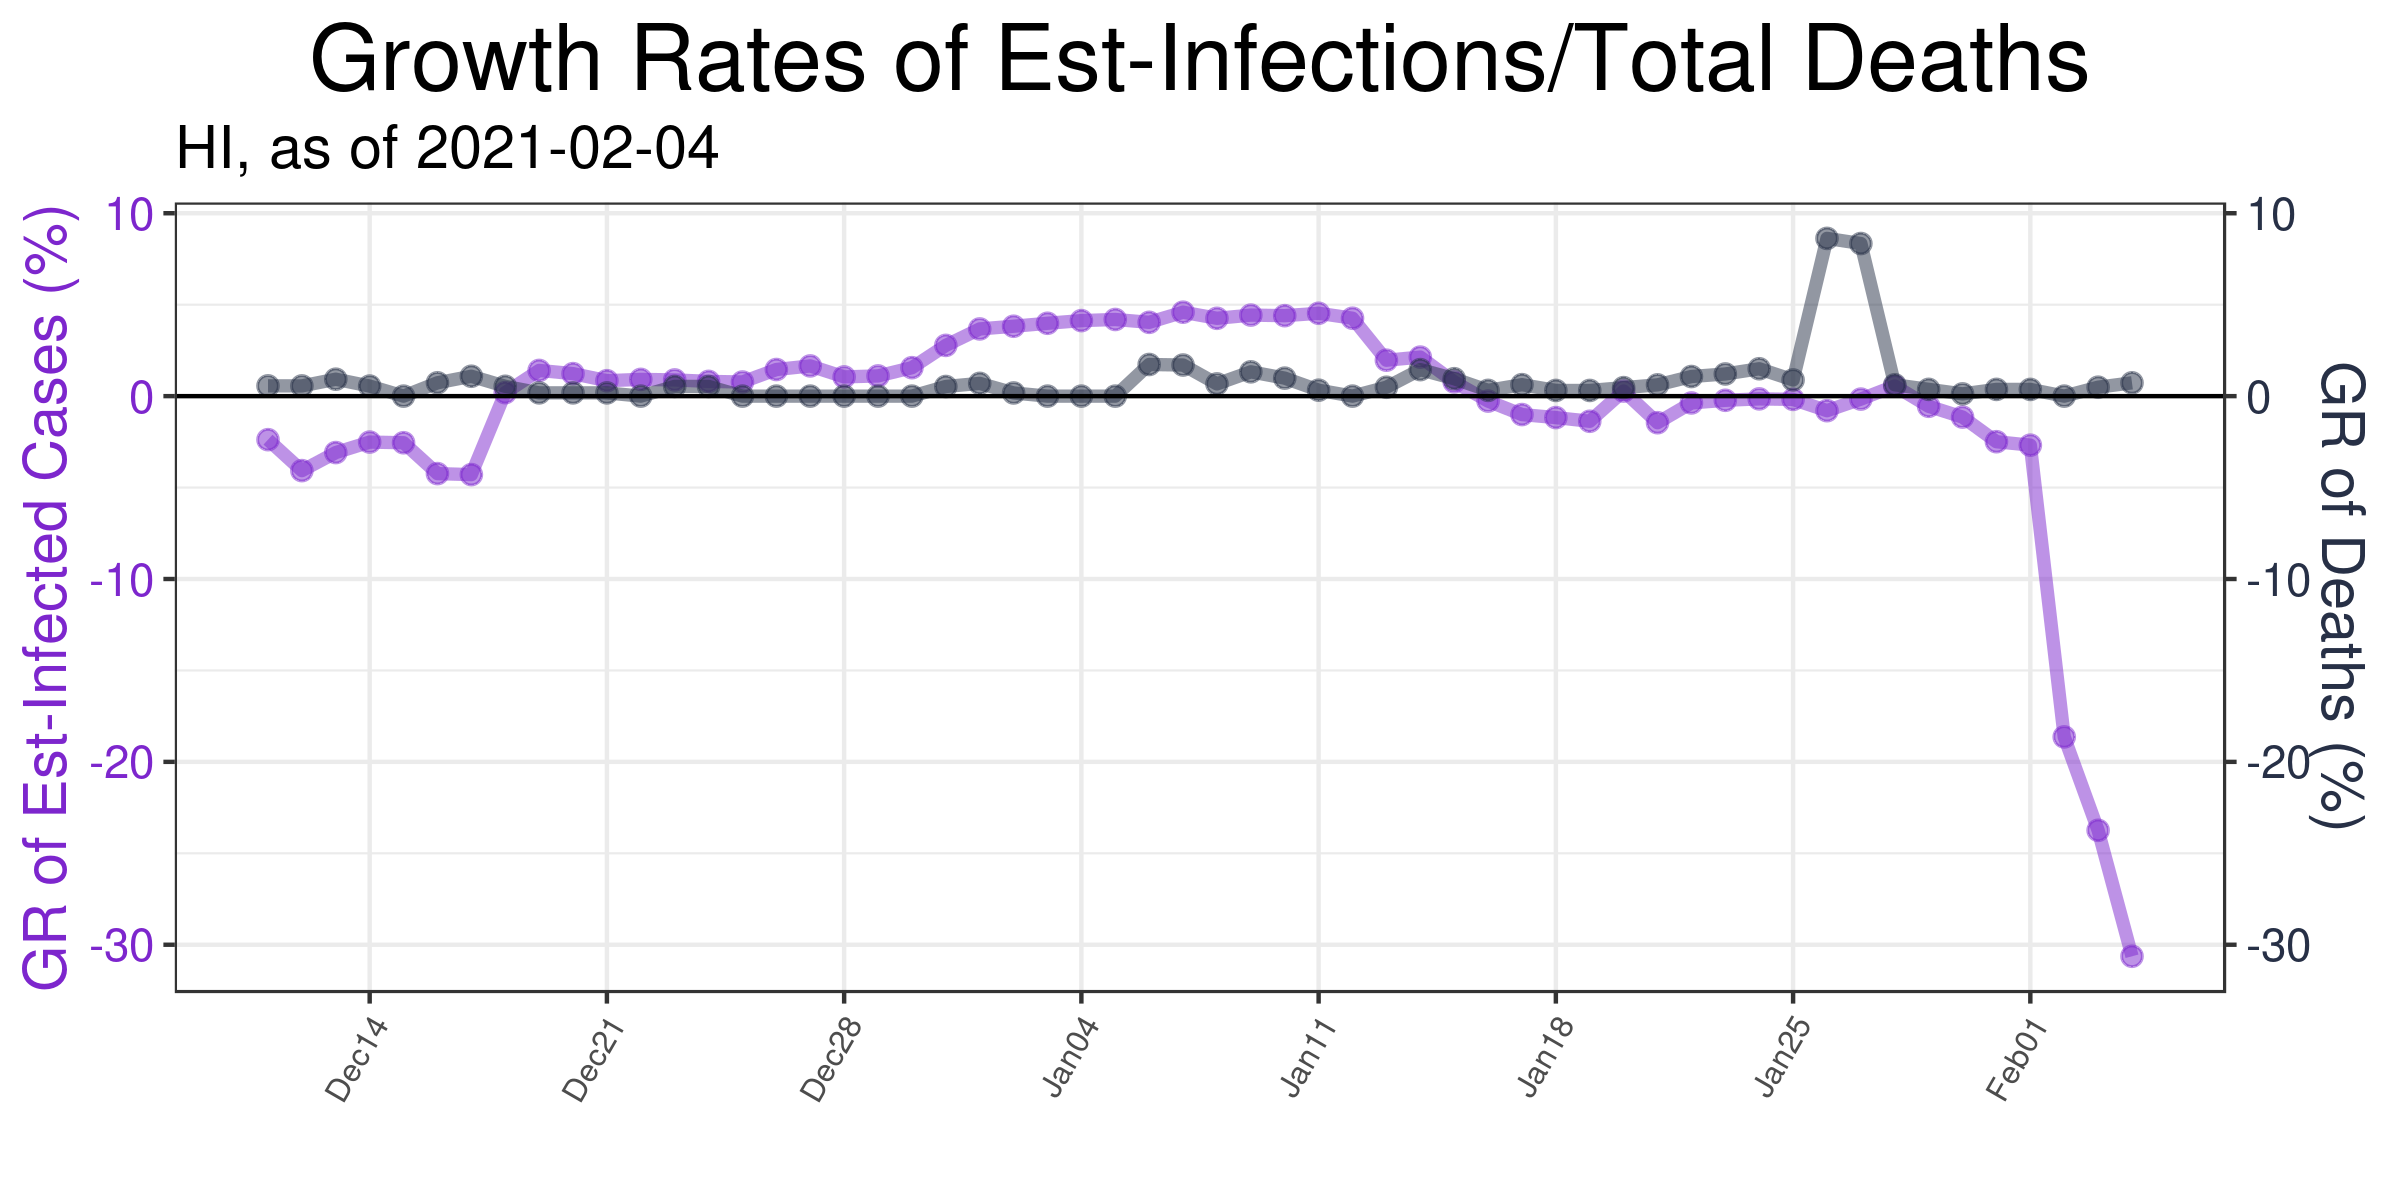 Growth Rates of Est-Infections/Total Deaths
HI, as of 2021-02-04
GR of Est-Infected Cases (%)
10
0
-10
-20
-30
10
0
-10
-20
-30
GR of Deaths (%)
Dec14
Dec21
Dec28
Jan04
Jan11
Jan18
Jan25
Feb01